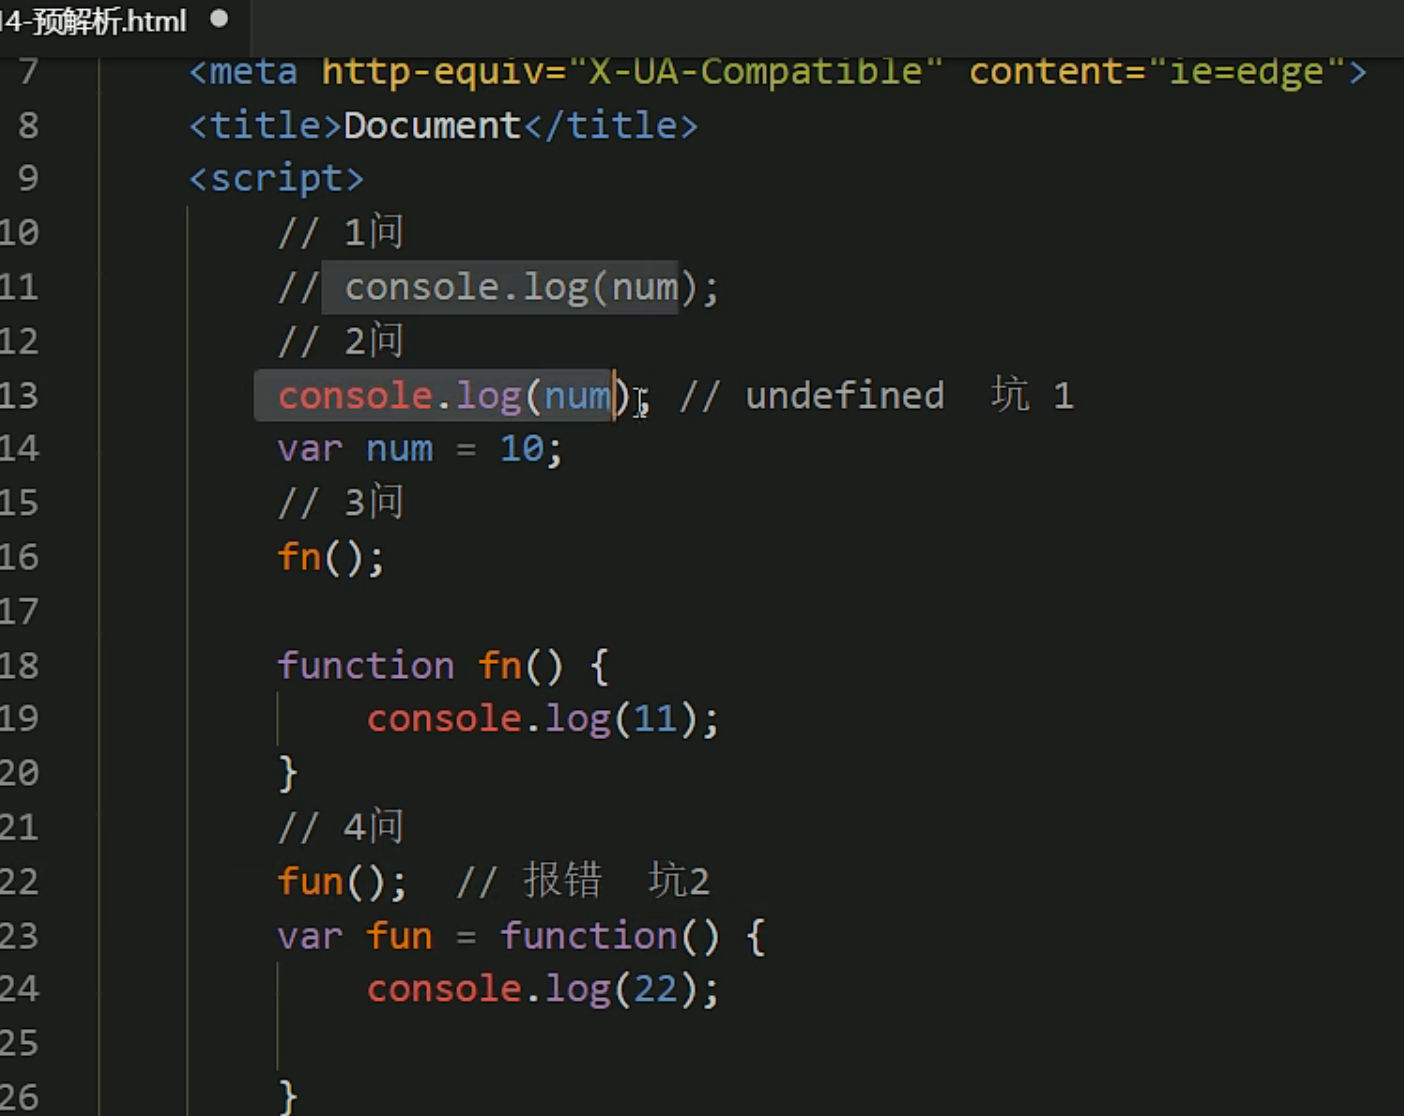 14-预解析.html
7 <meta http-equiv="X-UA-Compatible" content="ie=edge">
8 <title>Document</title>
9 <script>
10 // 1问
11 // console.log(num);
12 // 2问
13 console.log(num); // undefined 坑 1
14 var num = 10;
15 // 3问
16 fn();
17
18 function fn() {
19 console.log(11);
20 }
21 // 4问
22 fun(); // 报错 坑2
23 var fun = function() {
24 console.log(22);
25
26 }